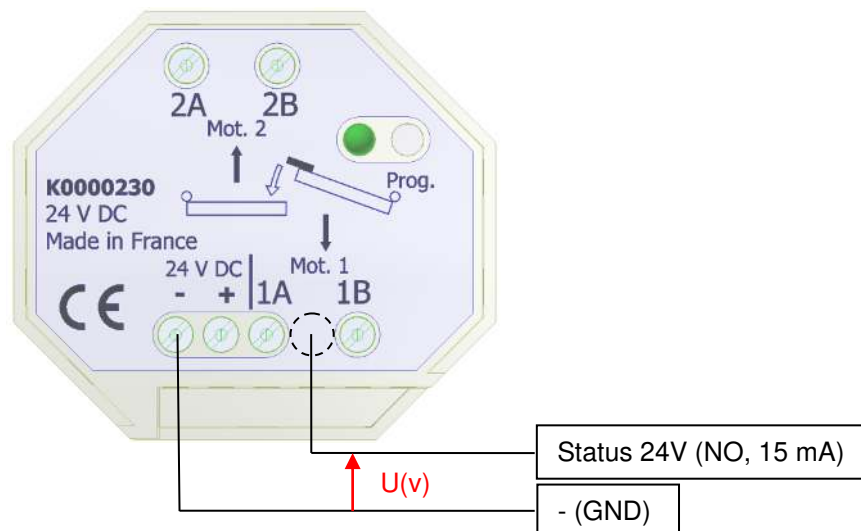 2A 2B
Mot. 2
Prog.
K0000230
24 V DC
Made in France
24 V DC Mot. 1
- + 1A 1B
CE
Status 24V (NO, 15 mA)
U(v)
- (GND)